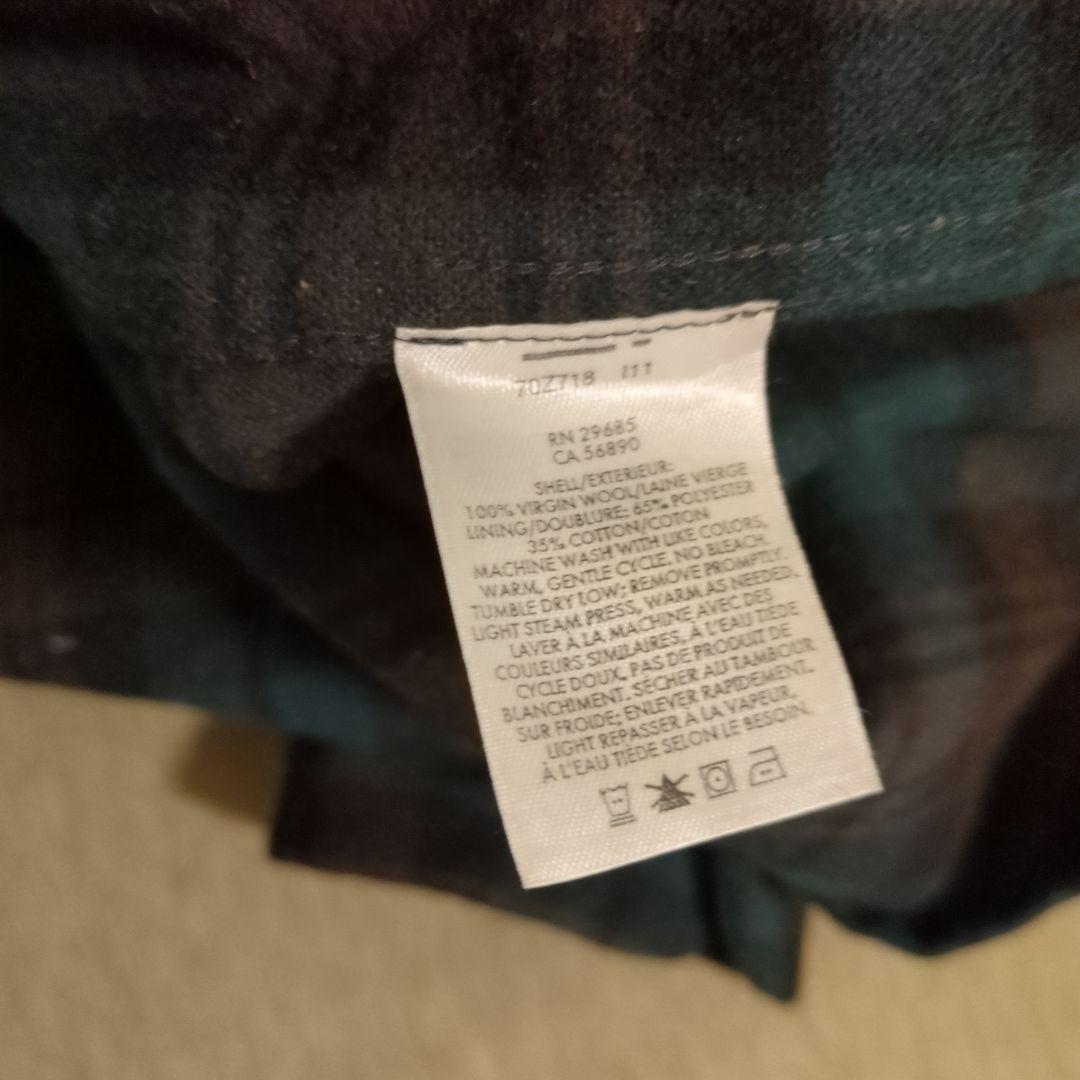 70Z718 111
RN 29685
CA 56890
SHELL/EXTERIEUR:
100% VIRGIN WOOL/LAINE VIERGE
LINING/DOUBLURE: 65% POLYESTER
35% COTTON/COTON
MACHINE WASH WITH LIKE COLORS,
WARM, GENTLE CYCLE. NO BLEACH.
TUMBLE DRY LOW; REMOVE PROMPTLY.
LIGHT STEAM PRESS, WARM AS NEEDED.
LAVER À LA MACHINE AVEC DES
COULEURS SIMILAIRES, À L'EAU TIÈDE
CYCLE DOUX, PAS DE PRODUIT DE
BLANCHIMENT. SÉCHER AU TAMBOUR
SUR FROIDE; ENLEVER RAPIDEMENT.
LIGHT REPASSER À LA VAPEUR,
À L'EAU TIÈDE SELON LE BESOIN.